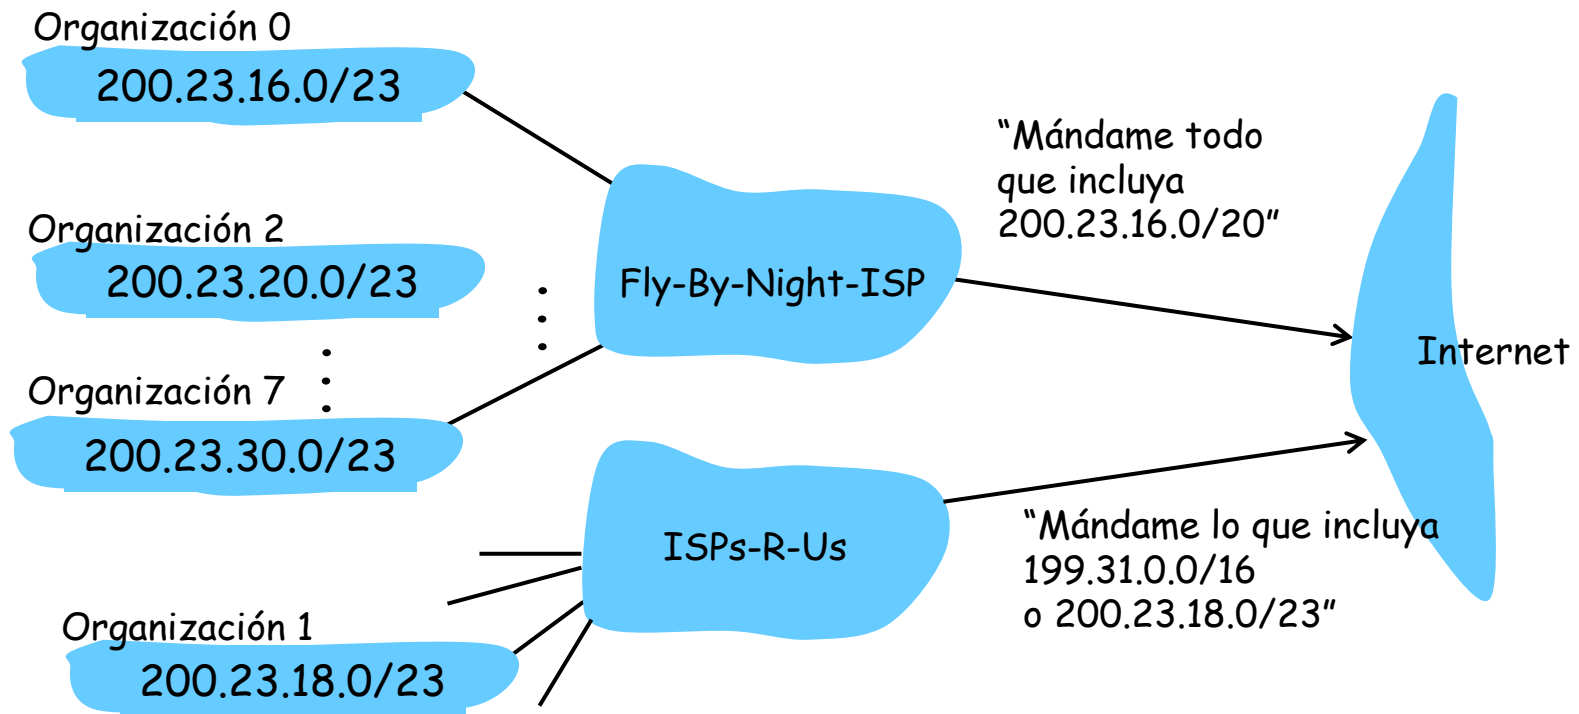 Organización 0
200.23.16.0/23
Organización 2
200.23.20.0/23
Organización 7
200.23.30.0/23
Fly-By-Night-ISP
“Mándame todo
que incluya
200.23.16.0/20”
Internet
ISPs-R-Us
“Mándame lo que incluya
199.31.0.0/16
o 200.23.18.0/23”
Organización 1
200.23.18.0/23